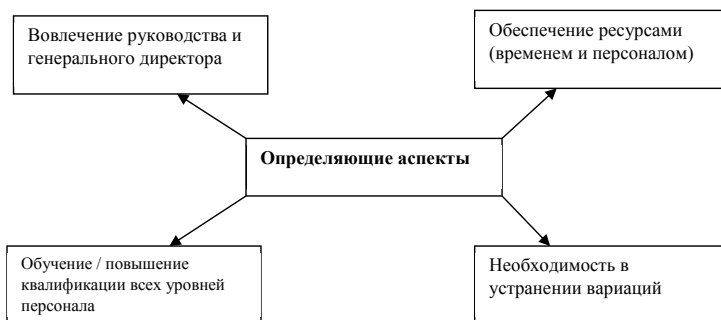 Вовлечение руководства и
генерального директора
Обеспечение ресурсами
(временем и персоналом)
Определяющие аспекты
Обучение / повышение
квалификации всех уровней
персонала
Необходимость в
устранении вариаций